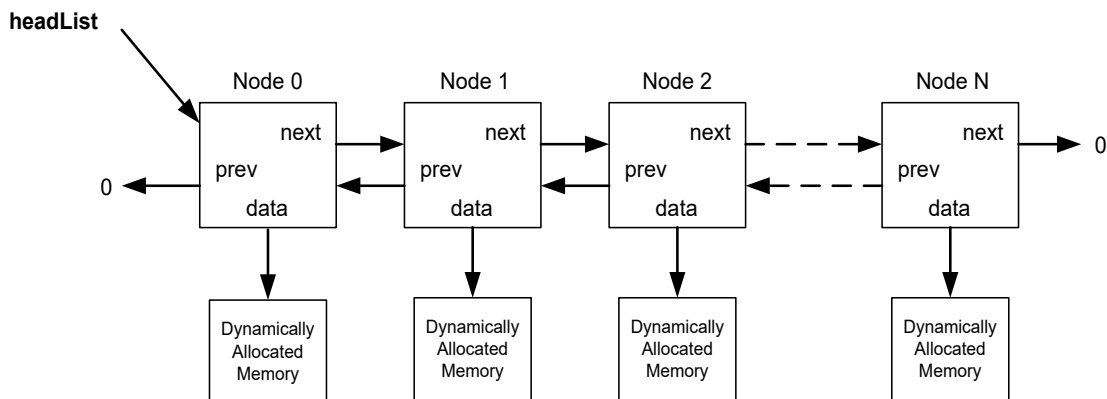 headList
Node 0 Node 1 Node 2 Node N
next next next next 0
0 prev prev prev prev
data data data data
Dynamically Allocated Memory
Dynamically Allocated Memory
Dynamically Allocated Memory
Dynamically Allocated Memory